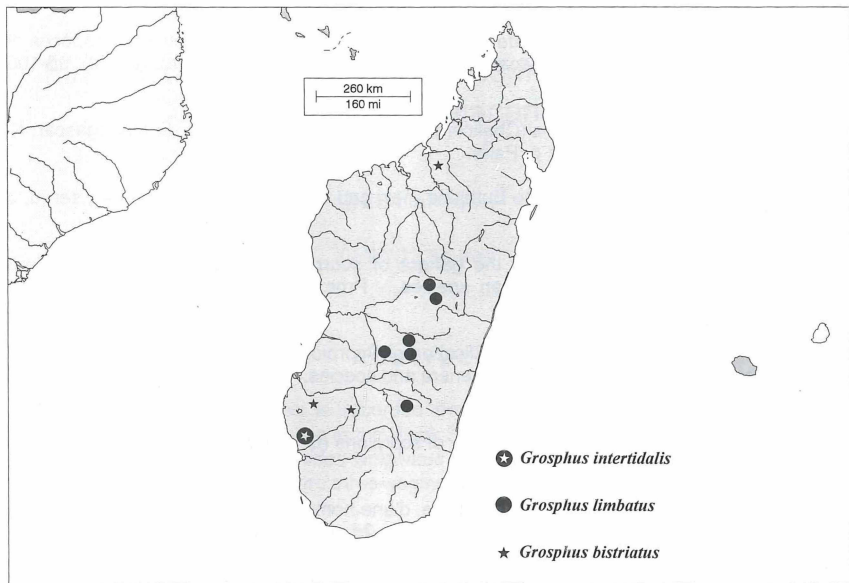 260 km
160 mi
Grosphus intertidalis
Grosphus limbatus
Grosphus bistriatus